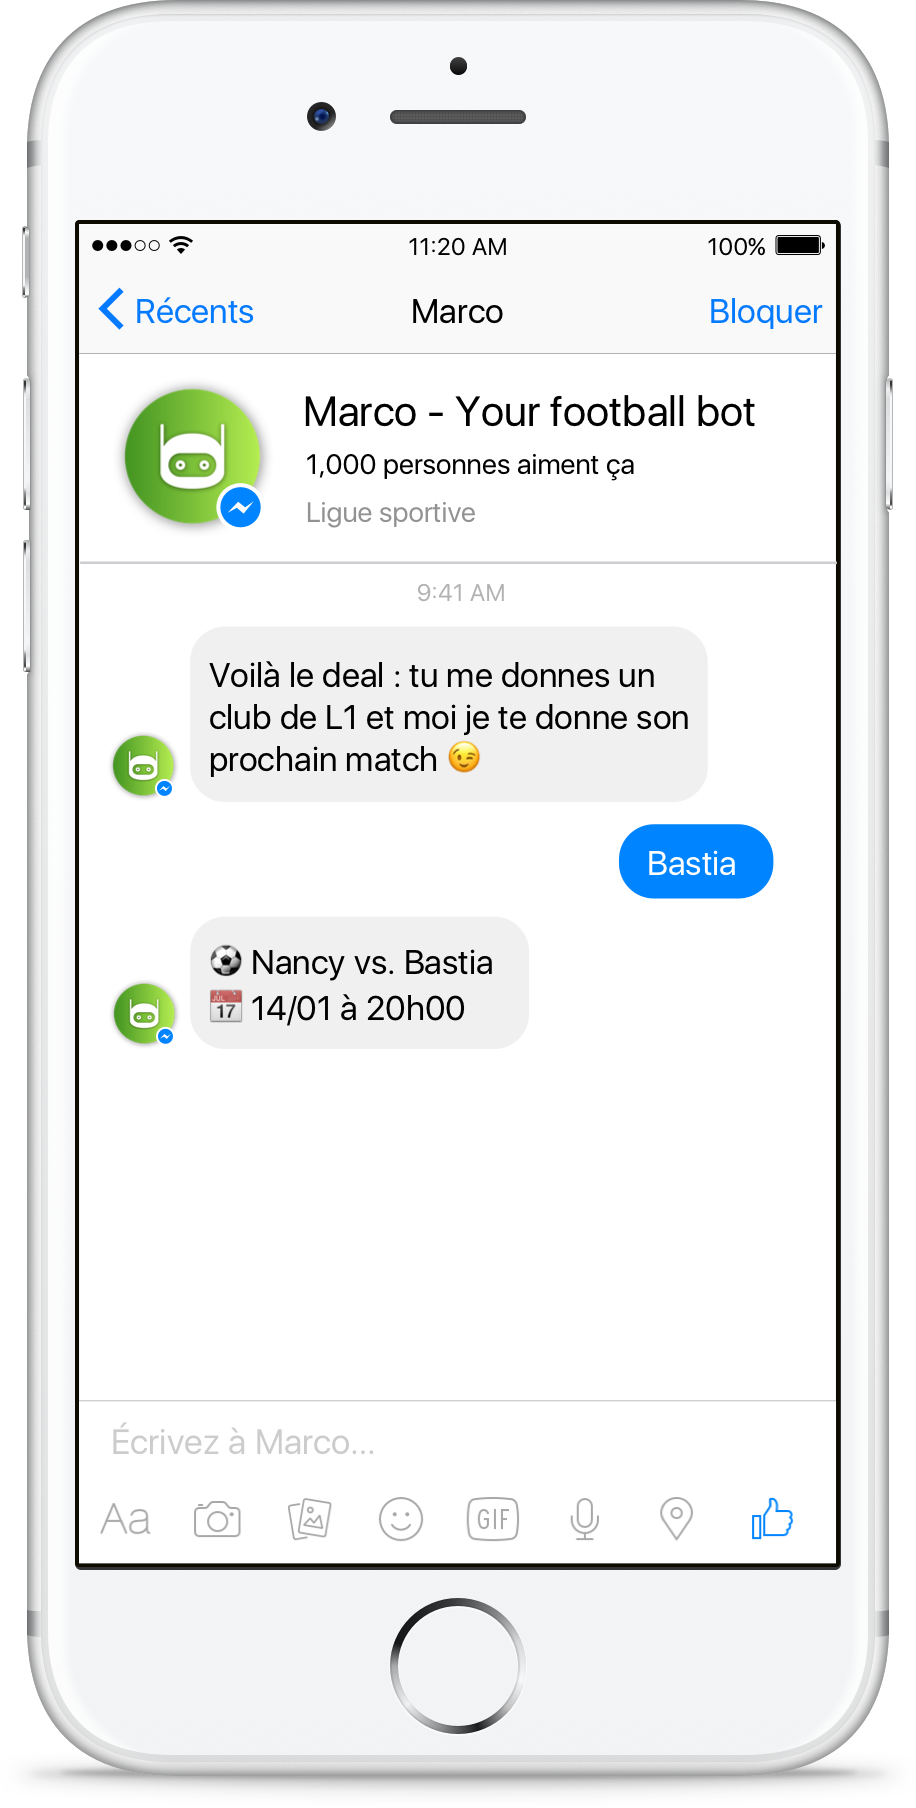 11:20 AM
100%
Récents
Marco
Bloquer
Marco - Your football bot
1,000 personnes aiment ça
Ligue sportive
9:41 AM
Voilà le deal : tu me donnes un
club de L1 et moi je te donne son
prochain match 😉
Bastia
⚽ Nancy vs. Bastia
📅 14/01 à 20h00
JUL
17
Écrivez à Marco...
Aa
GIF